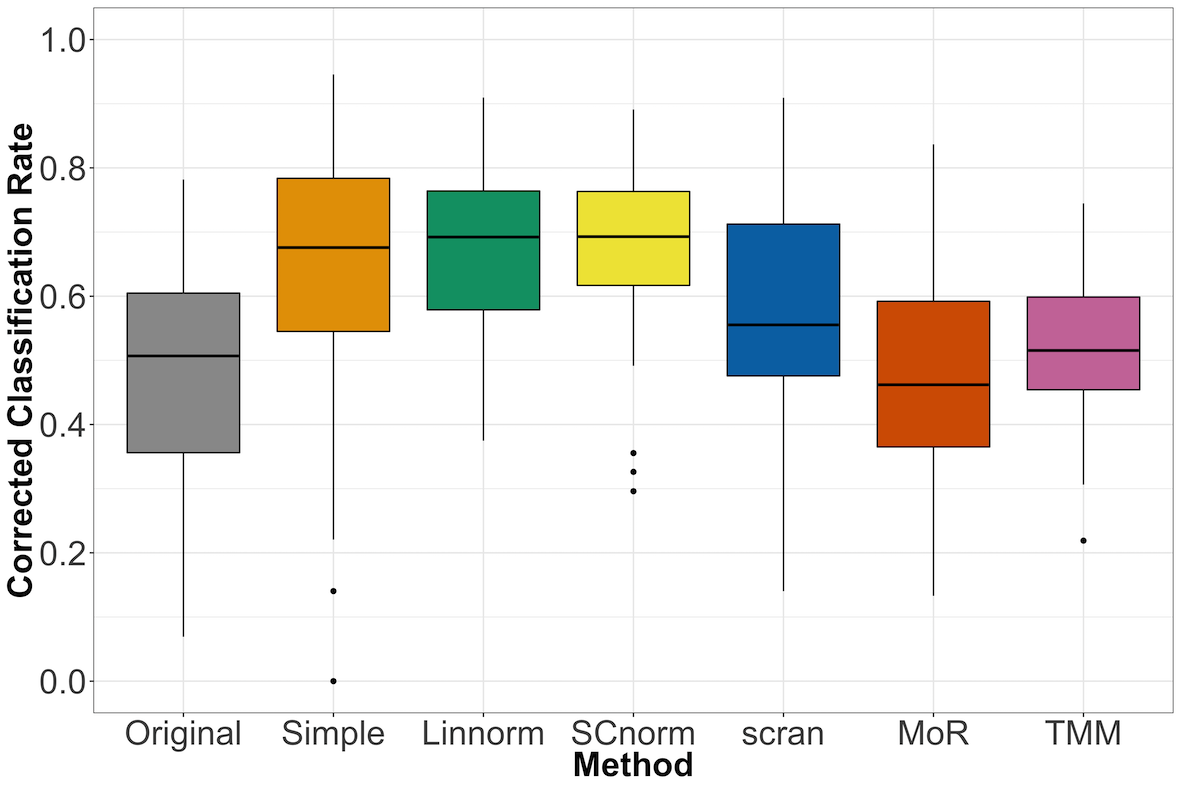 Corrected Classification Rate
1.0
0.8
0.6
0.4
0.2
0.0
Original Simple Linnorm SCnorm scran MoR TMM
Method